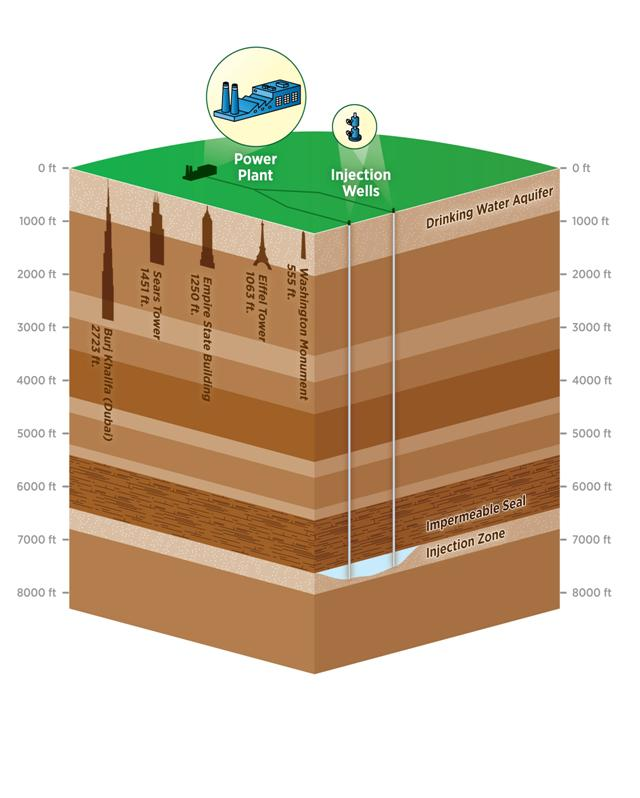 Power
Plant
Injection
Wells
0 ft
1000 ft
2000 ft
3000 ft
4000 ft
5000 ft
6000 ft
7000 ft
8000 ft
0 ft
1000 ft
2000 ft
3000 ft
4000 ft
5000 ft
6000 ft
7000 ft
8000 ft
Drinking Water Aquifer
Burj Khalifa (Dubai)
2723 ft.
Sears Tower
1451 ft.
Empire State Building
1250 ft.
Eiffel Tower
1063 ft.
Washington Monument
555 ft.
Impermeable Seal
Injection Zone